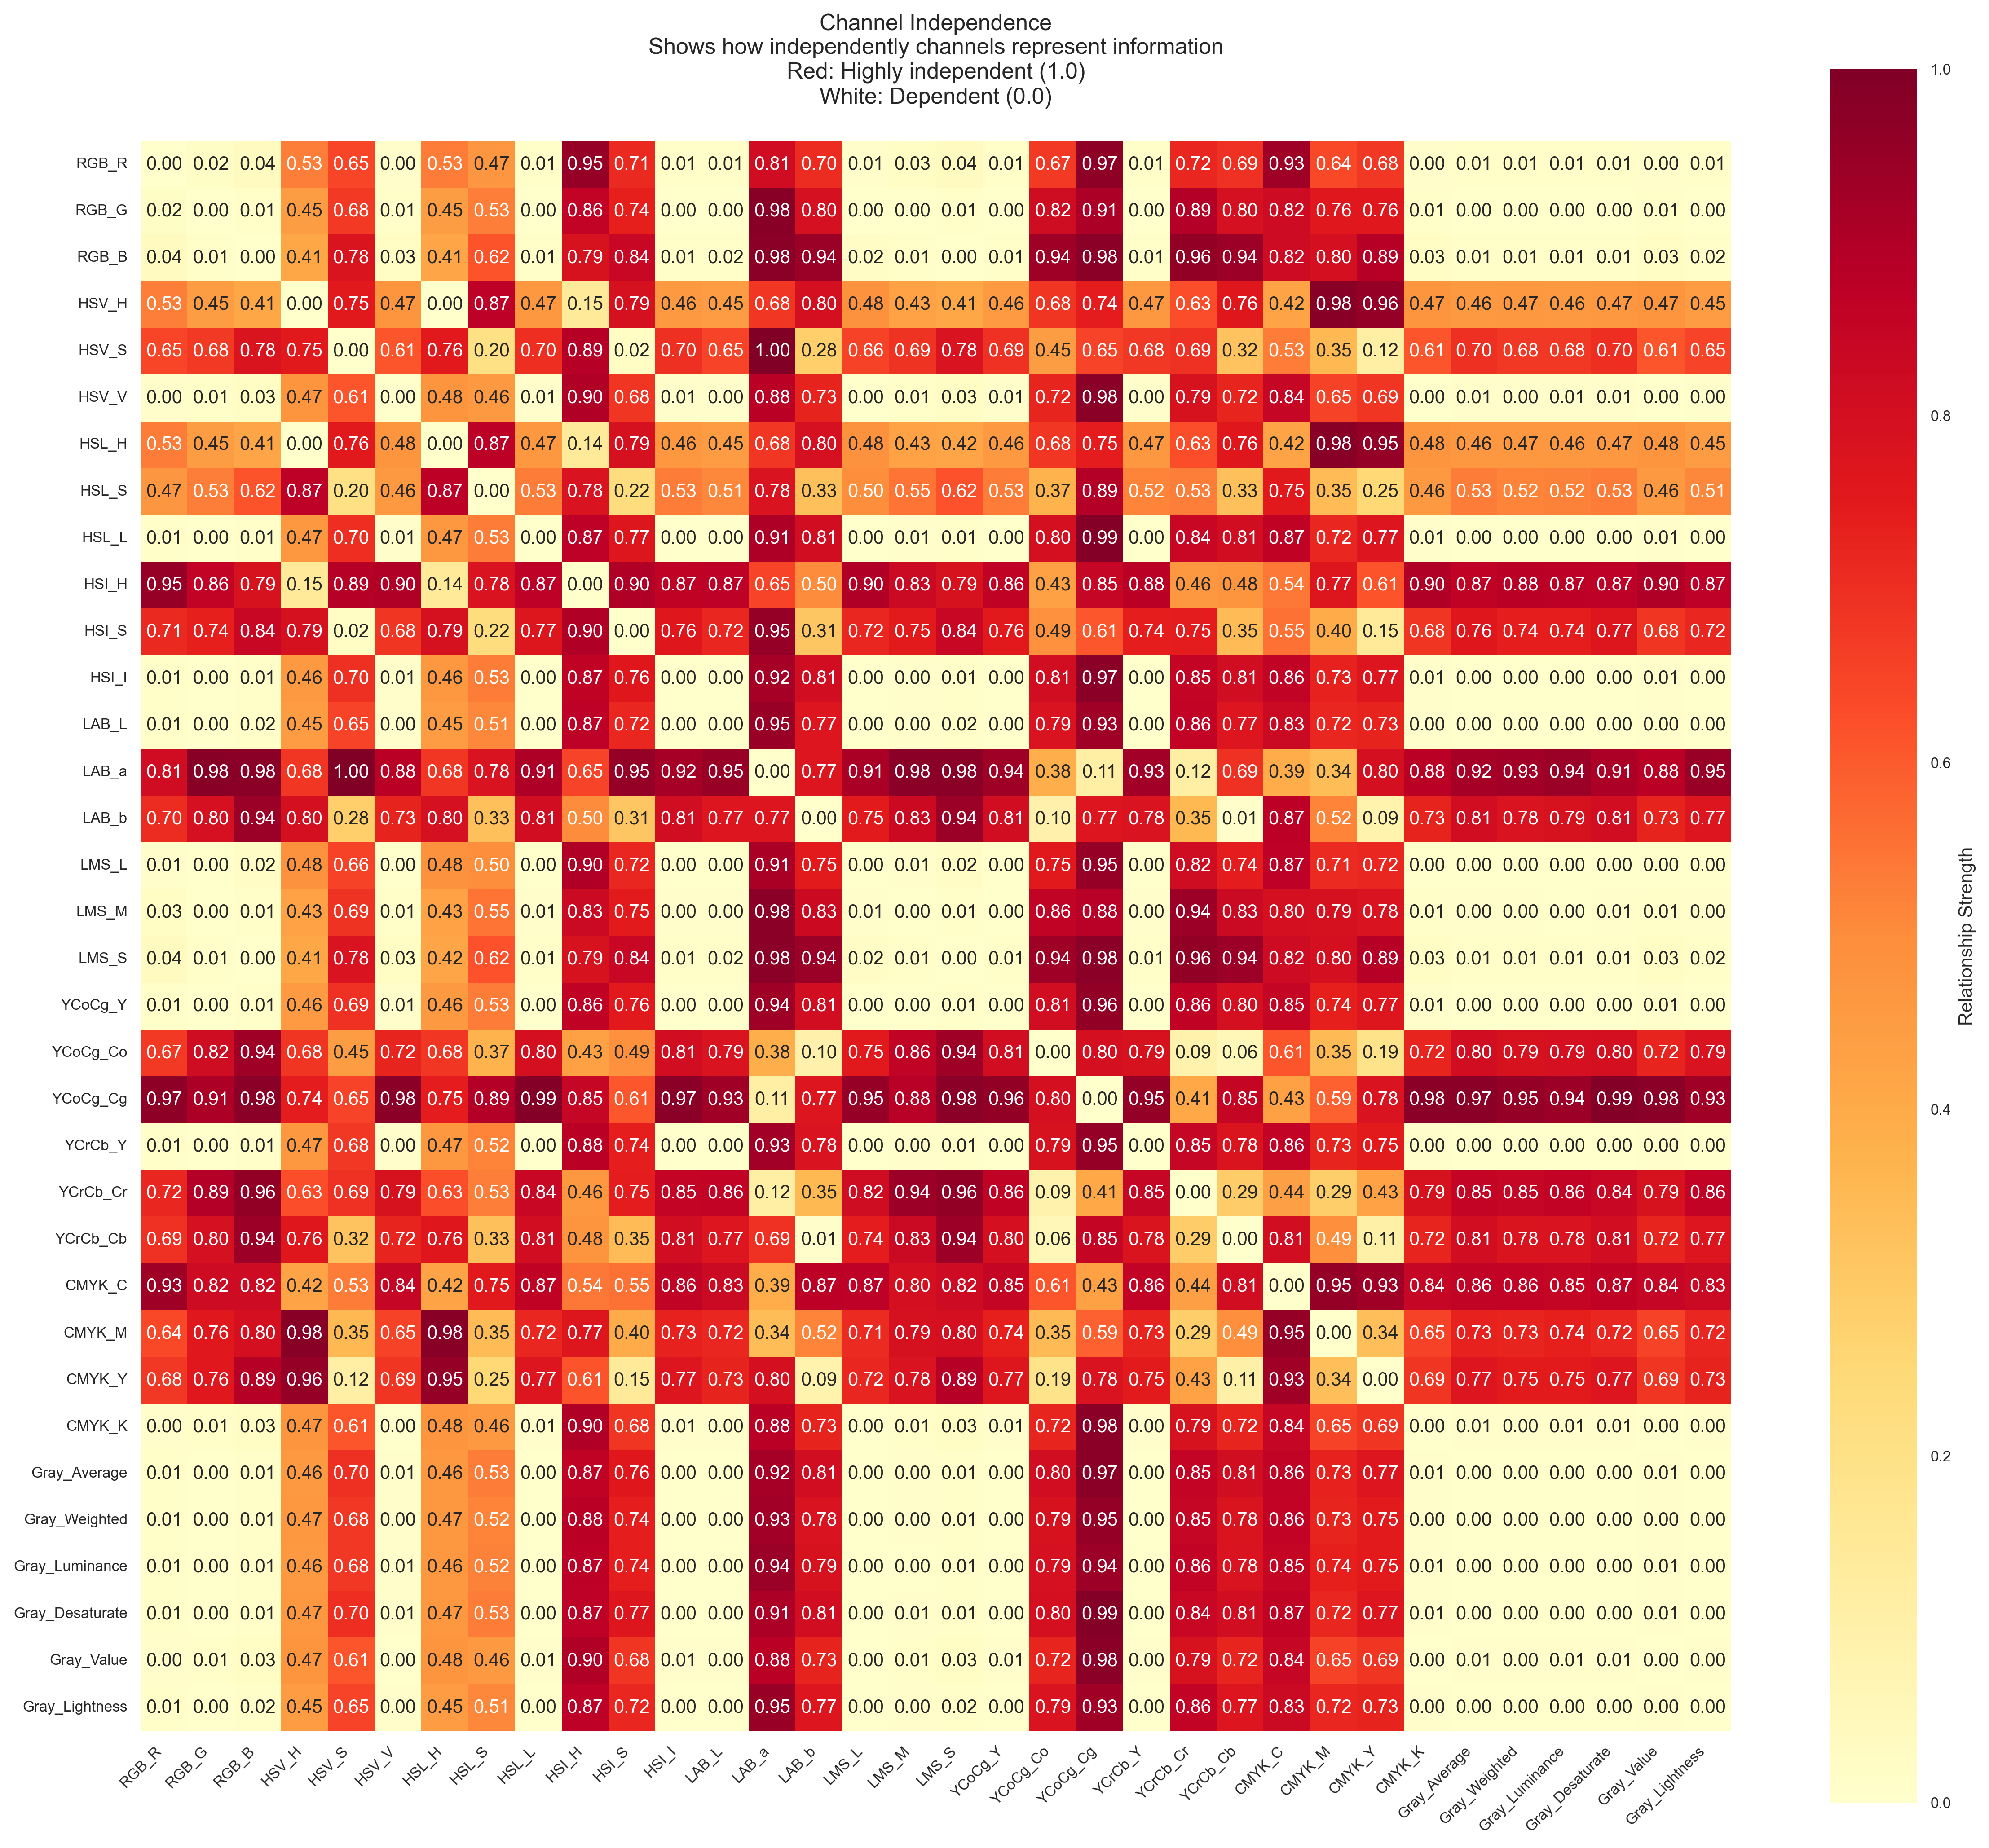 Channel Independence
Shows how independently channels represent information
Red: Highly independent (1.0)
White: Dependent (0.0)
RGB_R 0.00 0.02 0.04 0.53 0.65 0.00 0.53 0.47 0.01 0.95 0.71 0.01 0.01 0.81 0.70 0.01 0.03 0.04 0.01 0.67 0.97 0.01 0.72 0.69 0.93 0.64 0.68 0.00 0.01 0.01 0.01 0.01 0.00 0.01
RGB_G 0.02 0.00 0.01 0.45 0.68 0.01 0.45 0.53 0.00 0.86 0.74 0.00 0.00 0.98 0.80 0.00 0.00 0.01 0.00 0.82 0.91 0.00 0.89 0.80 0.82 0.76 0.76 0.01 0.00 0.00 0.00 0.00 0.01 0.00
RGB_B 0.04 0.01 0.00 0.41 0.78 0.03 0.41 0.62 0.01 0.79 0.84 0.01 0.02 0.98 0.94 0.02 0.01 0.00 0.01 0.94 0.98 0.01 0.96 0.94 0.82 0.80 0.89 0.03 0.01 0.01 0.01 0.01 0.03 0.02
HSV_H 0.53 0.45 0.41 0.00 0.75 0.47 0.00 0.87 0.47 0.15 0.79 0.46 0.45 0.68 0.80 0.48 0.43 0.41 0.46 0.68 0.74 0.47 0.63 0.76 0.42 0.98 0.96 0.47 0.46 0.47 0.46 0.47 0.47 0.45
HSV_S 0.65 0.68 0.78 0.75 0.00 0.61 0.76 0.20 0.70 0.89 0.02 0.70 0.65 1.00 0.28 0.66 0.69 0.78 0.69 0.45 0.65 0.68 0.69 0.32 0.53 0.35 0.12 0.61 0.70 0.68 0.68 0.70 0.61 0.65
HSV_V 0.00 0.01 0.03 0.47 0.61 0.00 0.48 0.46 0.01 0.90 0.68 0.01 0.00 0.88 0.73 0.00 0.01 0.03 0.01 0.72 0.98 0.00 0.79 0.72 0.84 0.65 0.69 0.00 0.01 0.00 0.01 0.01 0.00 0.00
HSL_H 0.53 0.45 0.41 0.00 0.76 0.48 0.00 0.87 0.47 0.14 0.79 0.46 0.45 0.68 0.80 0.48 0.43 0.42 0.46 0.68 0.75 0.47 0.63 0.76 0.42 0.98 0.95 0.48 0.46 0.47 0.46 0.47 0.48 0.45
HSL_S 0.47 0.53 0.62 0.87 0.20 0.46 0.87 0.00 0.53 0.78 0.22 0.53 0.51 0.78 0.33 0.50 0.55 0.62 0.53 0.37 0.89 0.52 0.53 0.33 0.75 0.35 0.25 0.46 0.53 0.52 0.52 0.53 0.46 0.51
HSL_L 0.01 0.00 0.01 0.47 0.70 0.01 0.47 0.53 0.00 0.87 0.77 0.00 0.00 0.91 0.81 0.00 0.01 0.01 0.00 0.80 0.99 0.00 0.84 0.81 0.87 0.72 0.77 0.01 0.00 0.00 0.00 0.00 0.01 0.00
HSI_H 0.95 0.86 0.79 0.15 0.89 0.90 0.14 0.78 0.87 0.00 0.90 0.87 0.87 0.65 0.50 0.90 0.83 0.79 0.86 0.43 0.85 0.88 0.46 0.48 0.54 0.77 0.61 0.90 0.87 0.88 0.87 0.87 0.90 0.87
HSI_S 0.71 0.74 0.84 0.79 0.02 0.68 0.79 0.22 0.77 0.90 0.00 0.76 0.72 0.95 0.31 0.72 0.75 0.84 0.76 0.49 0.61 0.74 0.75 0.35 0.55 0.40 0.15 0.68 0.76 0.74 0.74 0.77 0.68 0.72
HSI_I 0.01 0.00 0.01 0.46 0.70 0.01 0.46 0.53 0.00 0.87 0.76 0.00 0.00 0.92 0.81 0.00 0.00 0.01 0.00 0.81 0.97 0.00 0.85 0.81 0.86 0.73 0.77 0.01 0.00 0.00 0.00 0.00 0.01 0.00
LAB_L 0.01 0.00 0.02 0.45 0.65 0.00 0.45 0.51 0.00 0.87 0.72 0.00 0.00 0.95 0.77 0.00 0.00 0.02 0.00 0.79 0.93 0.00 0.86 0.77 0.83 0.72 0.73 0.00 0.00 0.00 0.00 0.00 0.00 0.00
LAB_a 0.81 0.98 0.98 0.68 1.00 0.88 0.68 0.78 0.91 0.65 0.95 0.92 0.95 0.00 0.77 0.91 0.98 0.98 0.94 0.38 0.11 0.93 0.12 0.69 0.39 0.34 0.80 0.88 0.92 0.93 0.94 0.91 0.88 0.95
LAB_b 0.70 0.80 0.94 0.80 0.28 0.73 0.80 0.33 0.81 0.50 0.31 0.81 0.77 0.77 0.00 0.75 0.83 0.94 0.81 0.10 0.77 0.78 0.35 0.01 0.87 0.52 0.09 0.73 0.81 0.78 0.79 0.81 0.73 0.77
LMS_L 0.01 0.00 0.02 0.48 0.66 0.00 0.48 0.50 0.00 0.90 0.72 0.00 0.00 0.91 0.75 0.00 0.01 0.02 0.00 0.75 0.95 0.00 0.82 0.74 0.87 0.71 0.72 0.00 0.00 0.00 0.00 0.00 0.00 0.00
LMS_M 0.03 0.00 0.01 0.43 0.69 0.01 0.43 0.55 0.01 0.83 0.75 0.00 0.00 0.98 0.83 0.01 0.00 0.01 0.00 0.86 0.88 0.00 0.94 0.83 0.80 0.79 0.78 0.01 0.00 0.00 0.00 0.01 0.01 0.00
LMS_S 0.04 0.01 0.00 0.41 0.78 0.03 0.42 0.62 0.01 0.79 0.84 0.01 0.02 0.98 0.94 0.02 0.01 0.00 0.01 0.94 0.98 0.01 0.96 0.94 0.82 0.80 0.89 0.03 0.01 0.01 0.01 0.01 0.03 0.02
YCoCg_Y 0.01 0.00 0.01 0.46 0.69 0.01 0.46 0.53 0.00 0.86 0.76 0.00 0.00 0.94 0.81 0.00 0.00 0.01 0.00 0.81 0.96 0.00 0.86 0.80 0.85 0.74 0.77 0.01 0.00 0.00 0.00 0.00 0.01 0.00
YCoCg_Co 0.67 0.82 0.94 0.68 0.45 0.72 0.68 0.37 0.80 0.43 0.49 0.81 0.79 0.38 0.10 0.75 0.86 0.94 0.81 0.00 0.80 0.79 0.09 0.06 0.61 0.35 0.19 0.72 0.80 0.79 0.79 0.80 0.72 0.79
YCoCg_Cg 0.97 0.91 0.98 0.74 0.65 0.98 0.75 0.89 0.99 0.85 0.61 0.97 0.93 0.11 0.77 0.95 0.88 0.98 0.96 0.80 0.00 0.95 0.41 0.85 0.43 0.59 0.78 0.98 0.97 0.95 0.94 0.99 0.98 0.93
YCrCb_Y 0.01 0.00 0.01 0.47 0.68 0.00 0.47 0.52 0.00 0.88 0.74 0.00 0.00 0.93 0.78 0.00 0.00 0.01 0.00 0.79 0.95 0.00 0.85 0.78 0.86 0.73 0.75 0.00 0.00 0.00 0.00 0.00 0.00 0.00
YCrCb_Cr 0.72 0.89 0.96 0.63 0.69 0.79 0.63 0.53 0.84 0.46 0.75 0.85 0.86 0.12 0.35 0.82 0.94 0.96 0.86 0.09 0.41 0.85 0.00 0.29 0.44 0.29 0.43 0.79 0.85 0.85 0.86 0.84 0.79 0.86
YCrCb_Cb 0.69 0.80 0.94 0.76 0.32 0.72 0.76 0.33 0.81 0.48 0.35 0.81 0.77 0.69 0.01 0.74 0.83 0.94 0.80 0.06 0.85 0.78 0.29 0.00 0.81 0.49 0.11 0.72 0.81 0.78 0.78 0.81 0.72 0.77
CMYK_C 0.93 0.82 0.82 0.42 0.53 0.84 0.42 0.75 0.87 0.54 0.55 0.86 0.83 0.39 0.87 0.87 0.80 0.82 0.85 0.61 0.43 0.86 0.44 0.81 0.00 0.95 0.93 0.84 0.86 0.86 0.85 0.87 0.84 0.83
CMYK_M 0.64 0.76 0.80 0.98 0.35 0.65 0.98 0.35 0.72 0.77 0.40 0.73 0.72 0.34 0.52 0.71 0.79 0.80 0.74 0.35 0.59 0.73 0.29 0.49 0.95 0.00 0.34 0.65 0.73 0.73 0.74 0.72 0.65 0.72
CMYK_Y 0.68 0.76 0.89 0.96 0.12 0.69 0.95 0.25 0.77 0.61 0.15 0.77 0.73 0.80 0.09 0.72 0.78 0.89 0.77 0.19 0.78 0.75 0.43 0.11 0.93 0.34 0.00 0.69 0.77 0.75 0.75 0.77 0.69 0.73
CMYK_K 0.00 0.01 0.03 0.47 0.61 0.00 0.48 0.46 0.01 0.90 0.68 0.01 0.00 0.88 0.73 0.00 0.01 0.03 0.01 0.72 0.98 0.00 0.79 0.72 0.84 0.65 0.69 0.00 0.01 0.00 0.01 0.01 0.00 0.00
Gray_Average 0.01 0.00 0.01 0.46 0.70 0.01 0.46 0.53 0.00 0.87 0.76 0.00 0.00 0.92 0.81 0.00 0.00 0.01 0.00 0.80 0.97 0.00 0.85 0.81 0.86 0.73 0.77 0.01 0.00 0.00 0.00 0.00 0.01 0.00
Gray_Weighted 0.01 0.00 0.01 0.47 0.68 0.00 0.47 0.52 0.00 0.88 0.74 0.00 0.00 0.93 0.78 0.00 0.00 0.01 0.00 0.79 0.95 0.00 0.85 0.78 0.86 0.73 0.75 0.00 0.00 0.00 0.00 0.00 0.00 0.00
Gray_Luminance 0.01 0.00 0.01 0.46 0.68 0.01 0.46 0.52 0.00 0.87 0.74 0.00 0.00 0.94 0.79 0.00 0.00 0.01 0.00 0.79 0.94 0.00 0.86 0.78 0.85 0.74 0.75 0.01 0.00 0.00 0.00 0.00 0.01 0.00
Gray_Desaturate 0.01 0.00 0.01 0.47 0.70 0.01 0.47 0.53 0.00 0.87 0.77 0.00 0.00 0.91 0.81 0.00 0.01 0.01 0.00 0.80 0.99 0.00 0.84 0.81 0.87 0.72 0.77 0.01 0.00 0.00 0.00 0.00 0.01 0.00
Gray_Value 0.00 0.01 0.03 0.47 0.61 0.00 0.48 0.46 0.01 0.90 0.68 0.01 0.00 0.88 0.73 0.00 0.01 0.03 0.01 0.72 0.98 0.00 0.79 0.72 0.84 0.65 0.69 0.00 0.01 0.00 0.01 0.01 0.00 0.00
Gray_Lightness 0.01 0.00 0.02 0.45 0.65 0.00 0.45 0.51 0.00 0.87 0.72 0.00 0.00 0.95 0.77 0.00 0.00 0.02 0.00 0.79 0.93 0.00 0.86 0.77 0.83 0.72 0.73 0.00 0.00 0.00 0.00 0.00 0.00 0.00
RGB_R RGB_G RGB_B HSV_H HSV_S HSV_V HSL_H HSL_S HSL_L HSI_H HSI_S HSI_I LAB_L LAB_a LAB_b LMS_L LMS_M LMS_S YCoCg_Y YCoCg_Co YCoCg_Cg YCrCb_Y YCrCb_Cr YCrCb_Cb CMYK_C CMYK_M CMYK_Y CMYK_K Gray_Average Gray_Weighted Gray_Luminance Gray_Desaturate Gray_Value Gray_Lightness
1.0
0.8
0.6
0.4
0.2
0.0
Relationship Strength